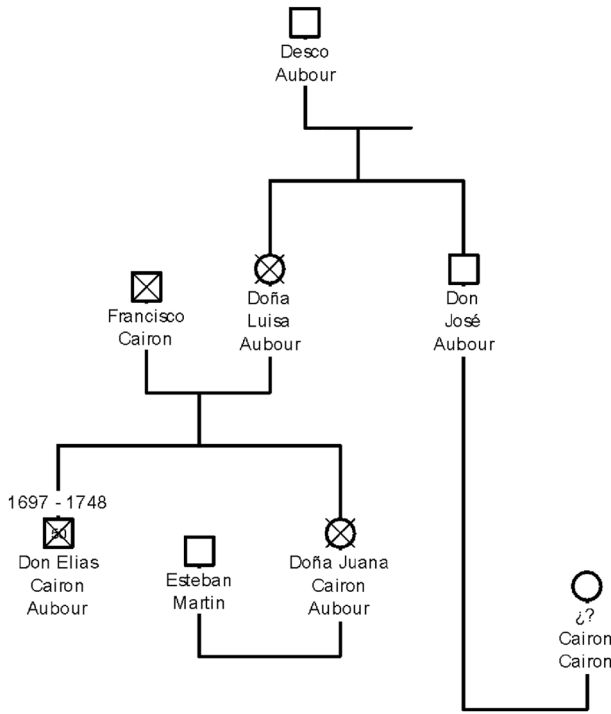 Desco
Aubour
Francisco
Cairon
Doña
Luisa
Aubour
Don
José
Aubour
1697 - 1748
50
Don Elias
Cairon
Aubour
Esteban
Martin
Doña Juana
Cairon
Aubour
¿?
Cairon
Cairon